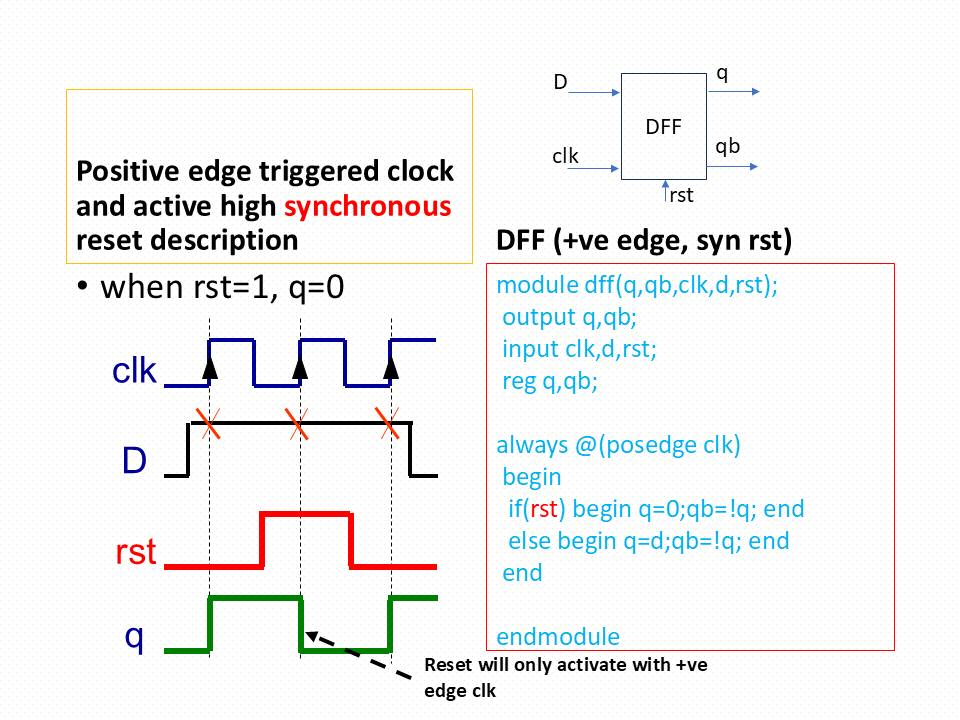 Positive edge triggered clock
and active high synchronous
reset description
• when rst=1, q=0
clk
D
rst
q
Reset will only activate with +ve
edge clk
D
q
DFF
clk
qb
rst
DFF (+ve edge, syn rst)
module dff(q,qb,clk,d,rst);
output q,qb;
input clk,d,rst;
reg q,qb;
always @(posedge clk)
begin
if(rst) begin q=0;qb=!q; end
else begin q=d;qb=!q; end
end
endmodule